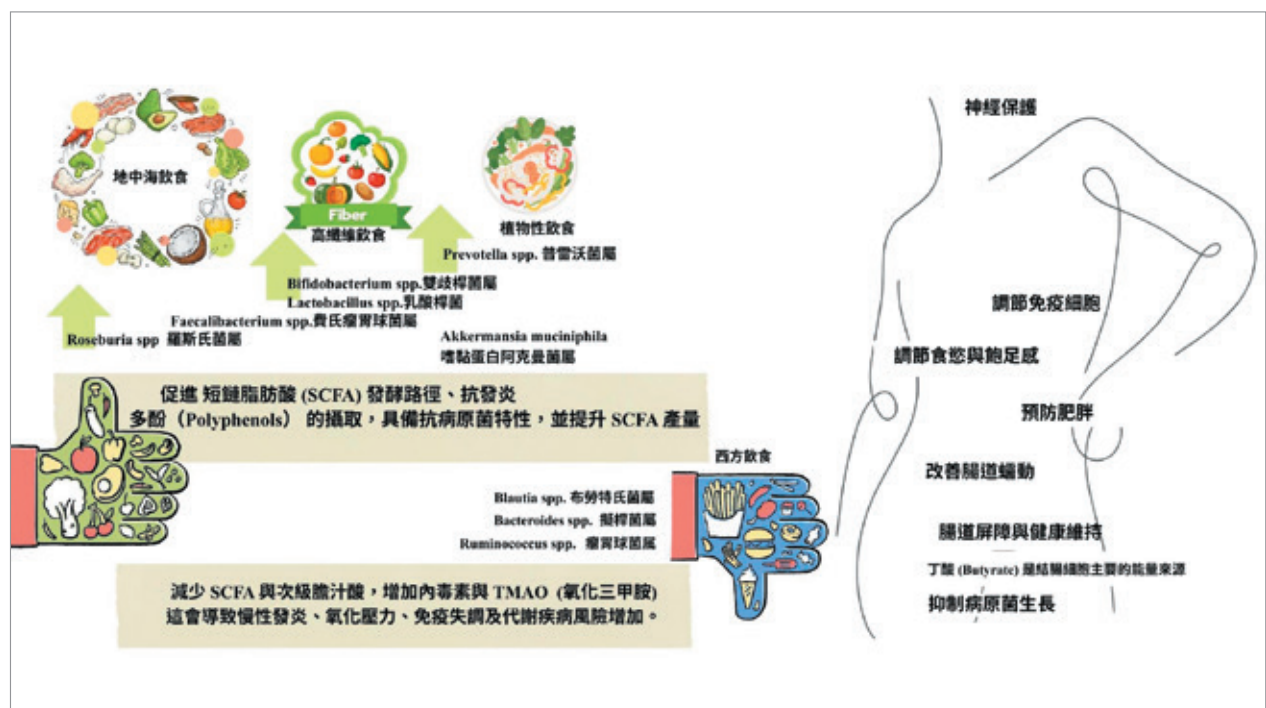 地中海飲食
Fiber
高纖維飲食
植物性飲食
Prevotella spp. 普雷沃菌屬
Bifidobacterium spp.雙歧桿菌屬
Lactobacillus spp.乳酸桿菌
Faecalibacterium spp.費氏瘤胃球菌屬
Roseburia spp 羅斯氏菌屬
Akkermansia muciniphila
嗜黏蛋白阿克曼菌屬
促進 短鏈脂肪酸 (SCFA) 發酵路徑、抗發炎
多酚（Polyphenols） 的攝取，具備抗病原菌特性，並提升 SCFA 產量
西方飲食
Blautia spp. 布勞特氏菌屬
Bacteroides spp. 擬桿菌屬
Ruminococcus spp. 瘤胃球菌屬
減少 SCFA 與次級膽汁酸，增加內毒素與 TMAO (氧化三甲胺)
這會導致慢性發炎、氧化壓力、免疫失調及代謝疾病風險增加。
神經保護
調節免疫細胞
調節食慾與飽足感
預防肥胖
改善腸道蠕動
腸道屏障與健康維持
丁酸 (Butyrate) 是結腸細胞主要的能量來源
抑制病原菌生長